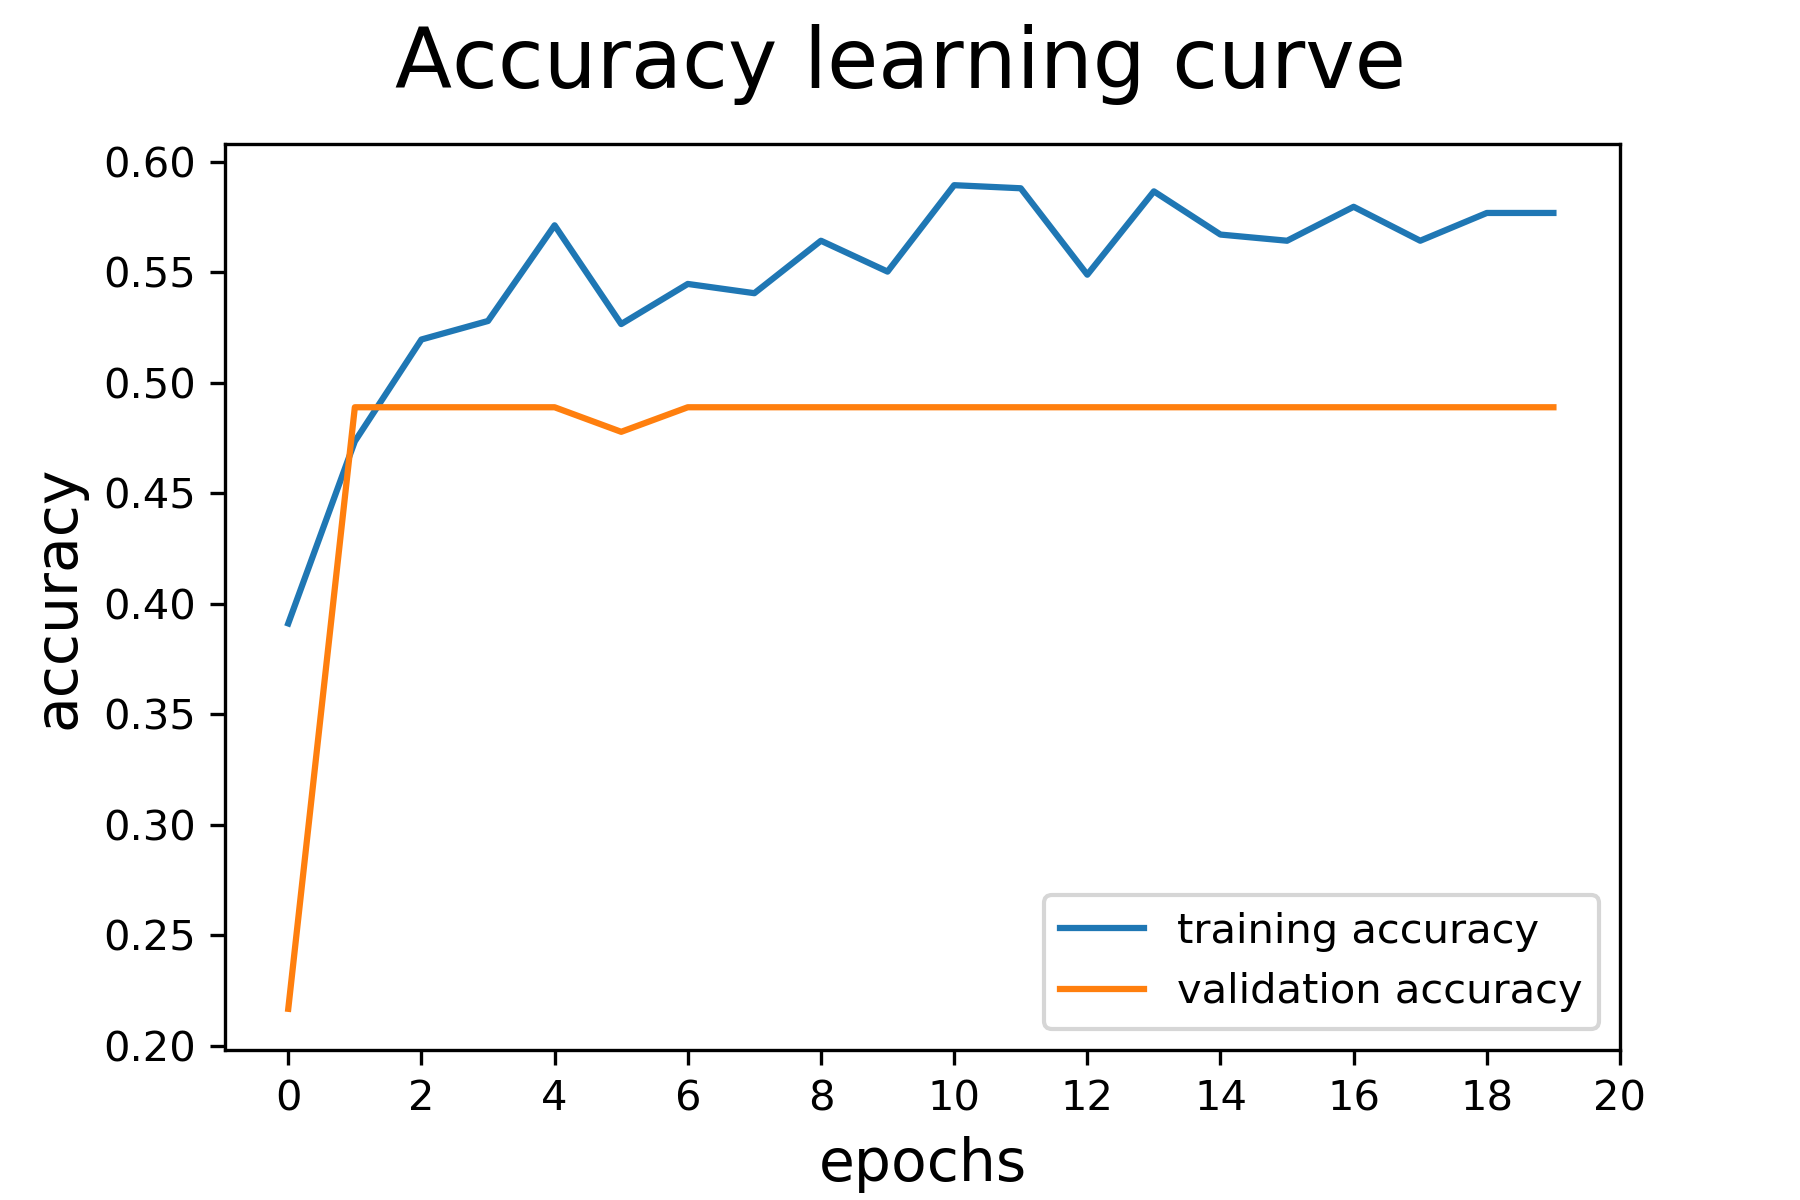 Accuracy learning curve
0.60
0.55
0.50
0.45
0.40
0.35
0.30
0.25
0.20
accuracy
training accuracy
validation accuracy
0 2 4 6 8 10 12 14 16 18 20
epochs